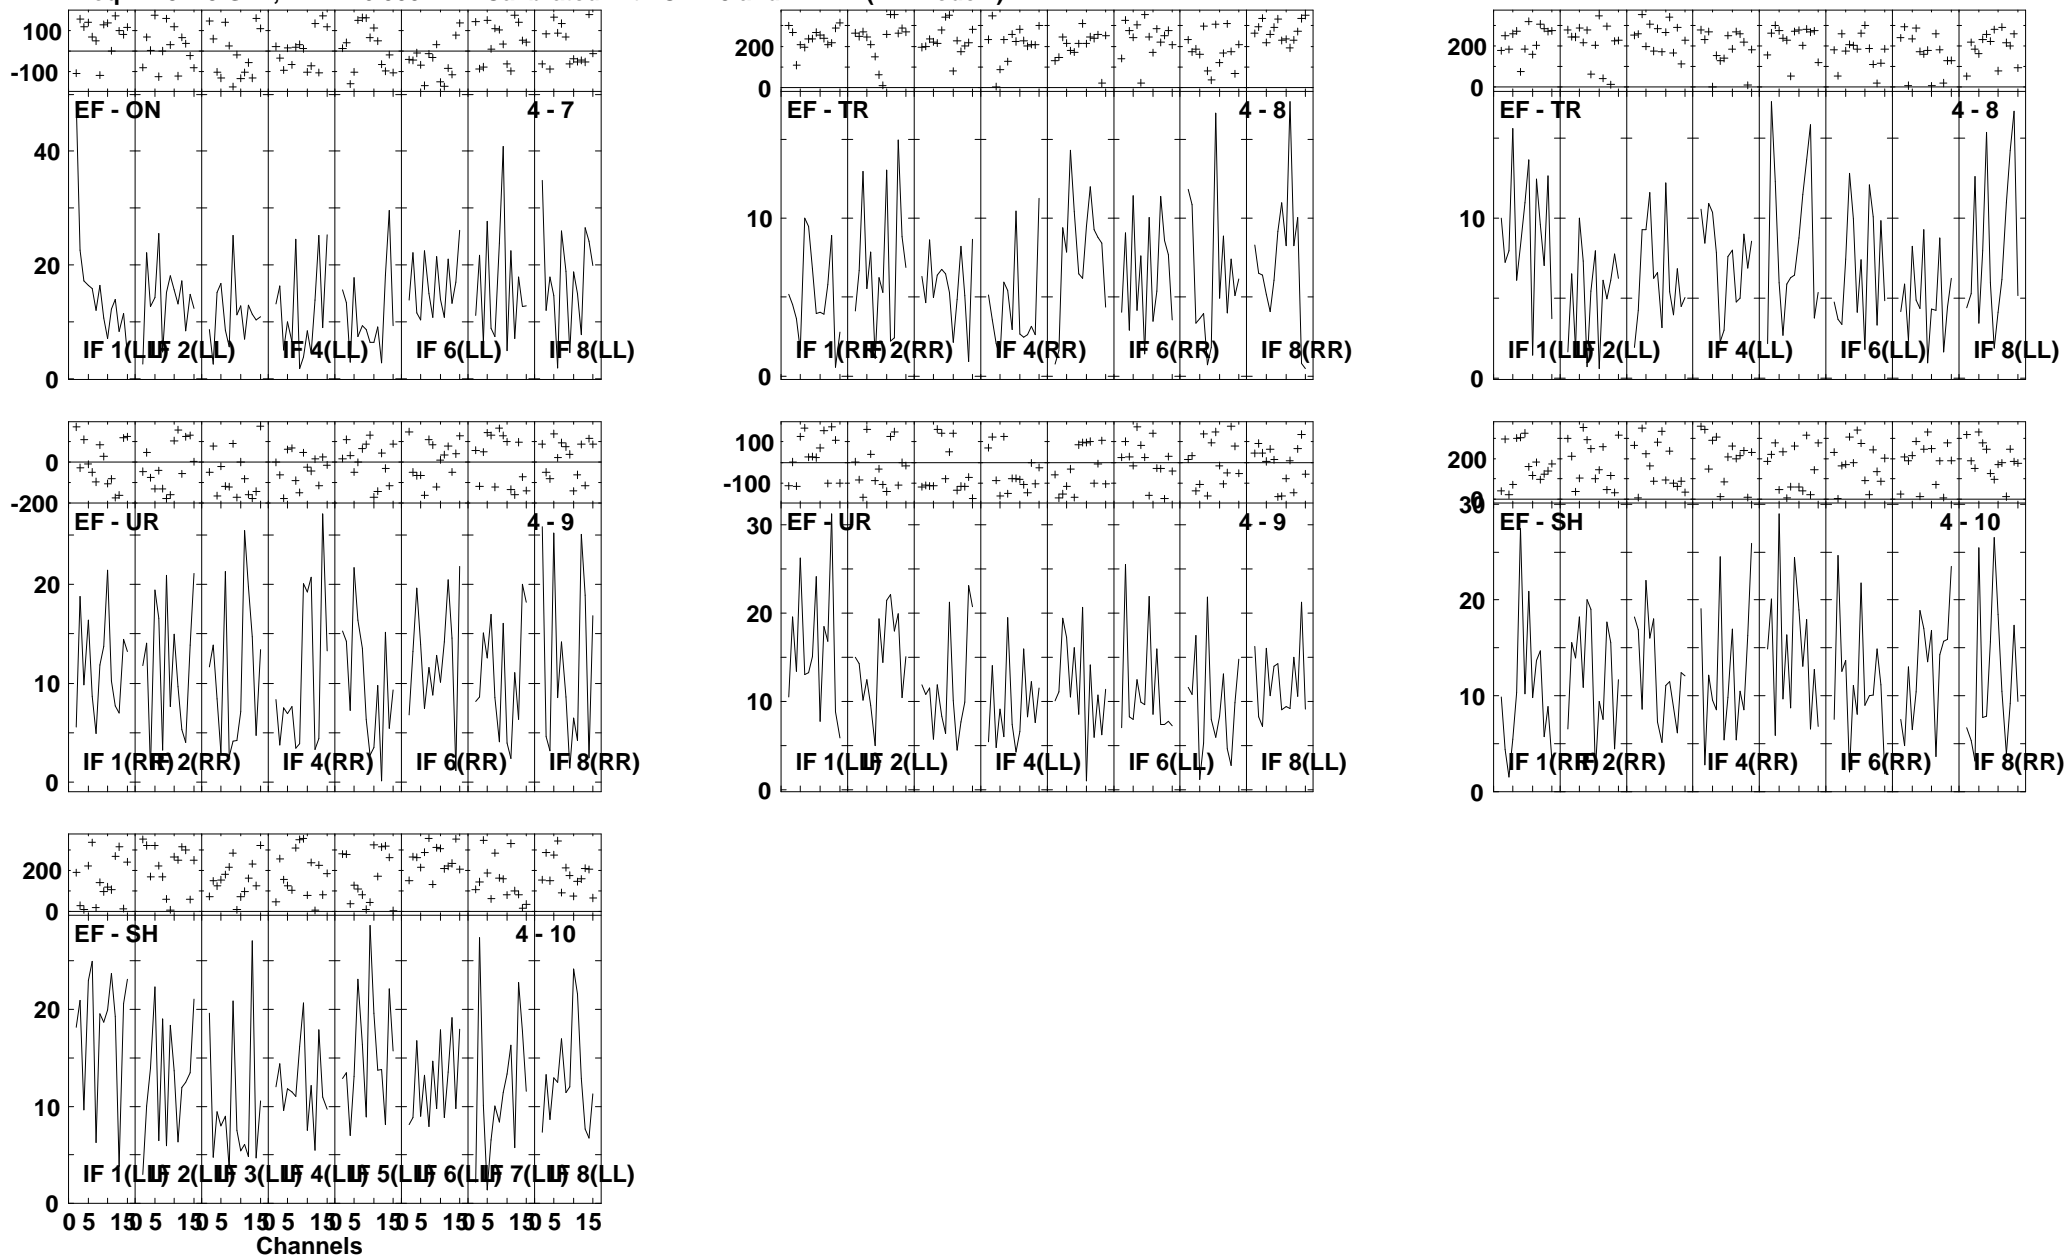 100
-100
200
0
200
0
EF - ON 4 - 7
EF - TR 4 - 8
EF - TR 4 - 8
40
20
0
10
0
10
0
IF 1(LL) IF 2(LL) IF 4(LL) IF 6(LL) IF 8(LL)
IF 1(RR) IF 2(RR) IF 4(RR) IF 6(RR) IF 8(RR)
IF 1(LL) IF 2(LL) IF 4(LL) IF 6(LL) IF 8(LL)
0
-200
100
-100
200
0
EF - UR 4 - 9
EF - UR 4 - 9
EF - SH 4 - 10
20
10
0
30
20
10
0
30
20
10
0
IF 1(RR) IF 2(RR) IF 4(RR) IF 6(RR) IF 8(RR)
IF 1(LL) IF 2(LL) IF 4(LL) IF 6(LL) IF 8(LL)
IF 1(RR) IF 2(RR) IF 4(RR) IF 6(RR) IF 8(RR)
200
0
EF - SH 4 - 10
20
10
0
IF 1(LL) IF 2(LL) IF 3(LL) IF 4(LL) IF 5(LL) IF 6(LL) IF 7(LL) IF 8(LL)
0 5 15 0 5 15 0 5 15 0 5 15 0 5 15 0 5 15 0 5 15 0 5 15
Channels